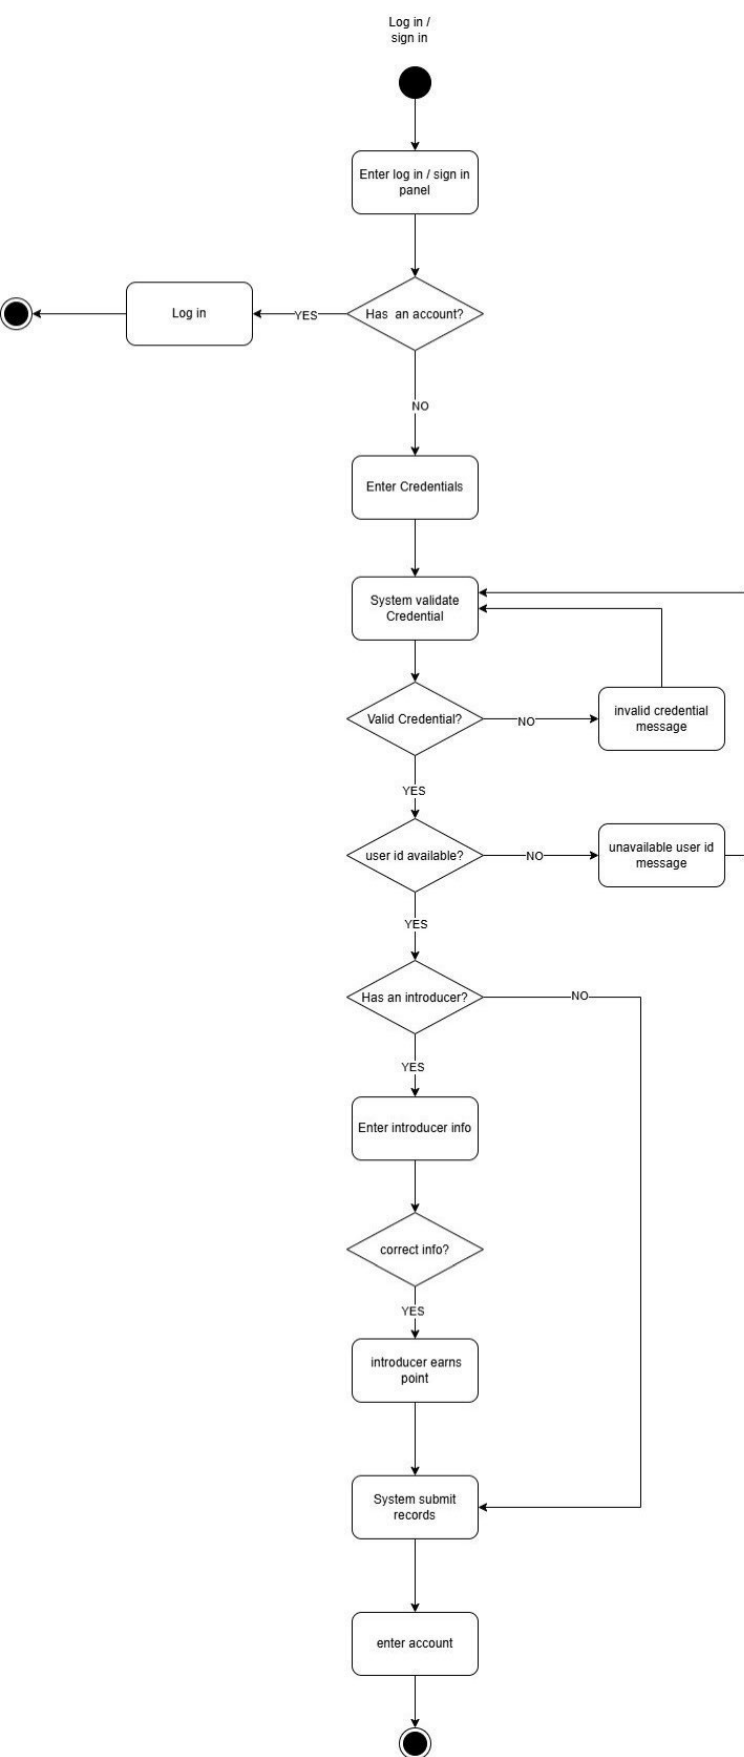 Log in /
sign in
Enter log in / sign in
panel
Log in
YES
Has an account?
NO
Enter Credentials
System validate
Credential
Valid Credential?
NO
invalid credential
message
YES
user id available?
NO
unavailable user id
message
YES
Has an introducer?
NO
YES
Enter introducer info
correct info?
YES
introducer earns
point
System submit
records
enter account